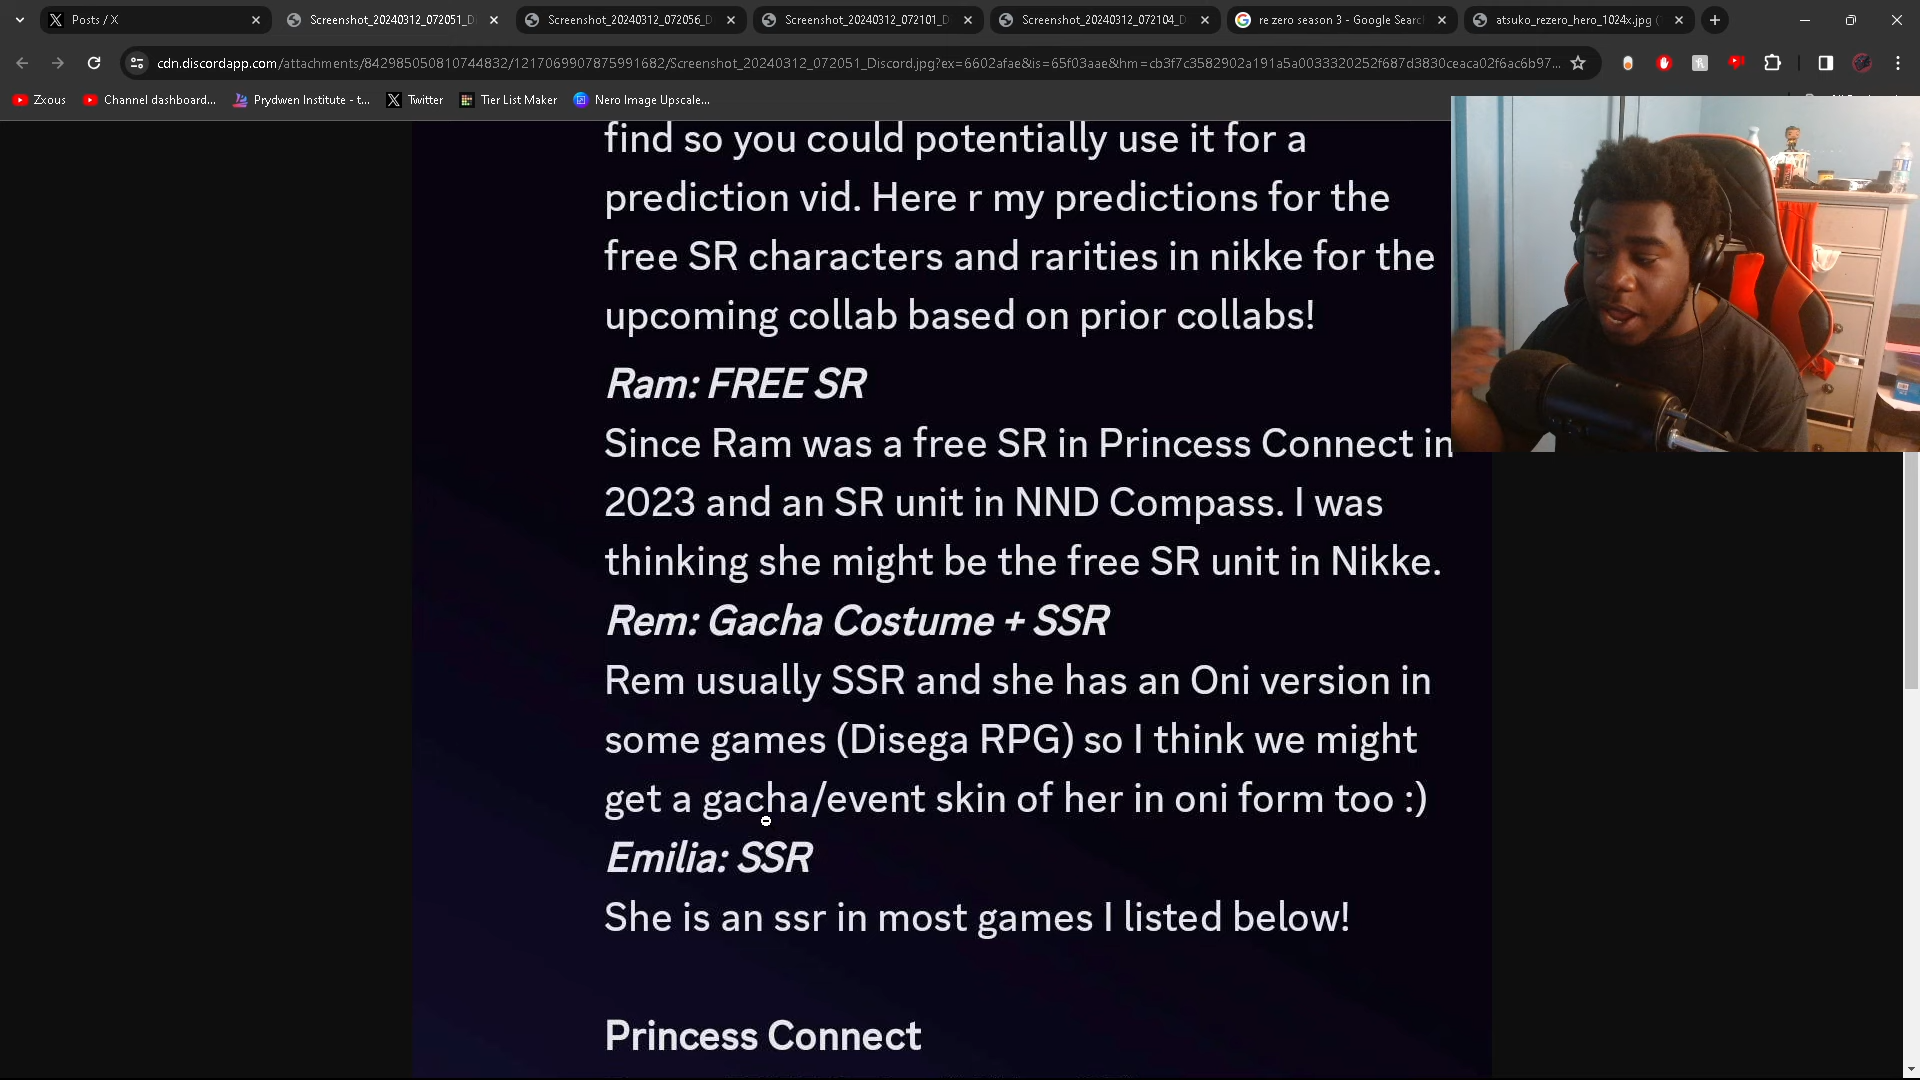 Posts / X
Screenshot_20240312_072051_Di
Screenshot_20240312_072056_D
Screenshot_20240312_072101_D
Screenshot_20240312_072104_D
re zero season 3 - Google Searc
atsuko_rezero_hero_1024x.jpg (
cdn.discordapp.com/attachments/842985050810744832/1217069907875991682/Screenshot_20240312_072051_Discord.jpg?ex=6602afae&is=65f03aae&hm=cb3f7c3582902a191a5a0033320252f687d3830ceaca02f6ac6b97...
Zxous
Channel dashboard...
Prydwen Institute - t...
Twitter
Tier List Maker
Nero Image Upscale...
find so you could potentially use it for a
prediction vid. Here r my predictions for the
free SR characters and rarities in nikke for the
upcoming collab based on prior collabs!
Ram: FREE SR
Since Ram was a free SR in Princess Connect in
2023 and an SR unit in NND Compass. I was
thinking she might be the free SR unit in Nikke.
Rem: Gacha Costume + SSR
Rem usually SSR and she has an Oni version in
some games (Disega RPG) so I think we might
get a gacha/event skin of her in oni form too :)
Emilia: SSR
She is an ssr in most games I listed below!
Princess Connect